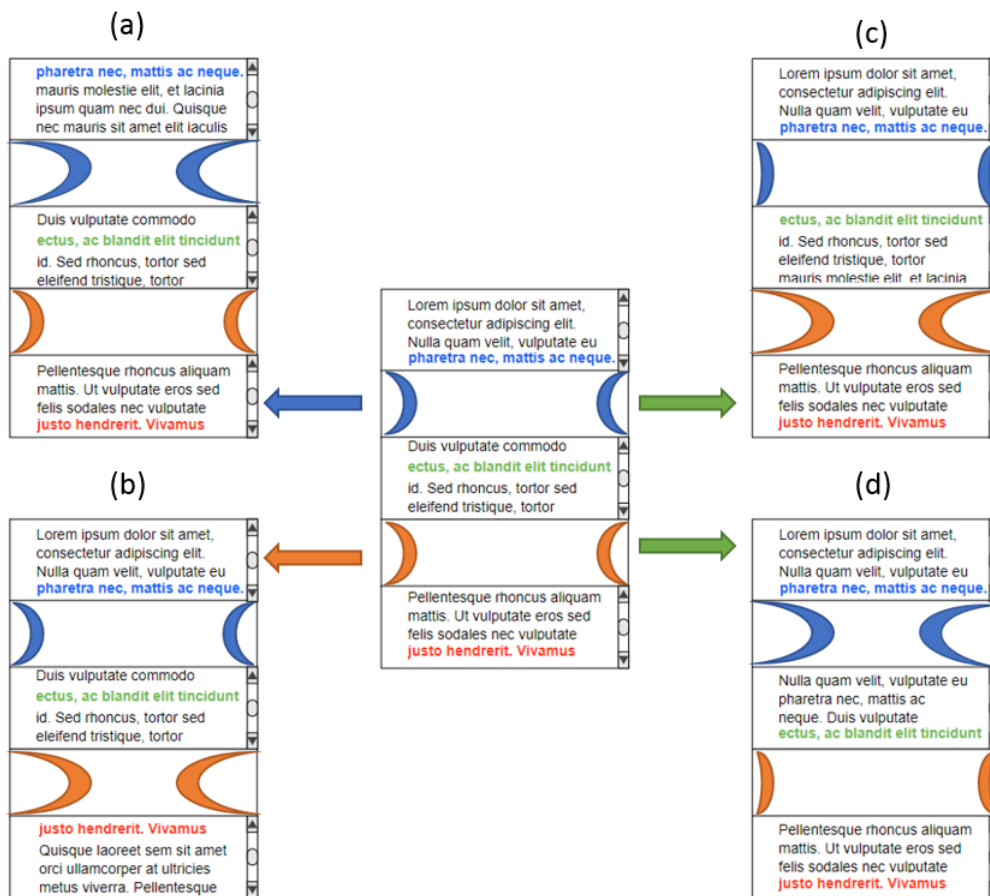 (a)
pharetra nec, mattis ac neque.
mauris molestie elit, et lacinia
ipsum quam nec dui. Quisque
nec mauris sit amet elit iaculis
Duis vulputate commodo
ectus, ac blandit elit tincidunt
id. Sed rhoncus, tortor sed
eleifend tristique, tortor
Pellentesque rhoncus aliquam
mattis. Ut vulputate eros sed
felis sodales nec vulputate
justo hendrerit. Vivamus
(b)
Lorem ipsum dolor sit amet,
consectetur adipiscing elit.
Nulla quam velit, vulputate eu
pharetra nec, mattis ac neque.
Duis vulputate commodo
ectus, ac blandit elit tincidunt
id. Sed rhoncus, tortor sed
eleifend tristique, tortor
justo hendrerit. Vivamus
Quisque laoreet sem sit amet
orci ullamcorper at ultricies
metus viverra. Pellentesque
Lorem ipsum dolor sit amet,
consectetur adipiscing elit.
Nulla quam velit, vulputate eu
pharetra nec, mattis ac neque.
Duis vulputate commodo
ectus, ac blandit elit tincidunt
id. Sed rhoncus, tortor sed
eleifend tristique, tortor
Pellentesque rhoncus aliquam
mattis. Ut vulputate eros sed
felis sodales nec vulputate
justo hendrerit. Vivamus
(c)
Lorem ipsum dolor sit amet,
consectetur adipiscing elit.
Nulla quam velit, vulputate eu
pharetra nec, mattis ac neque.
ectus, ac blandit elit tincidunt
id. Sed rhoncus, tortor sed
eleifend tristique, tortor
mauris molestie elit, et lacinia
Pellentesque rhoncus aliquam
mattis. Ut vulputate eros sed
felis sodales nec vulputate
justo hendrerit. Vivamus
(d)
Lorem ipsum dolor sit amet,
consectetur adipiscing elit.
Nulla quam velit, vulputate eu
pharetra nec, mattis ac neque.
Nulla quam velit, vulputate eu
pharetra nec, mattis ac
neque. Duis vulputate
ectus, ac blandit elit tincidunt
Pellentesque rhoncus aliquam
mattis. Ut vulputate eros sed
felis sodales nec vulputate
justo hendrerit. Vivamus